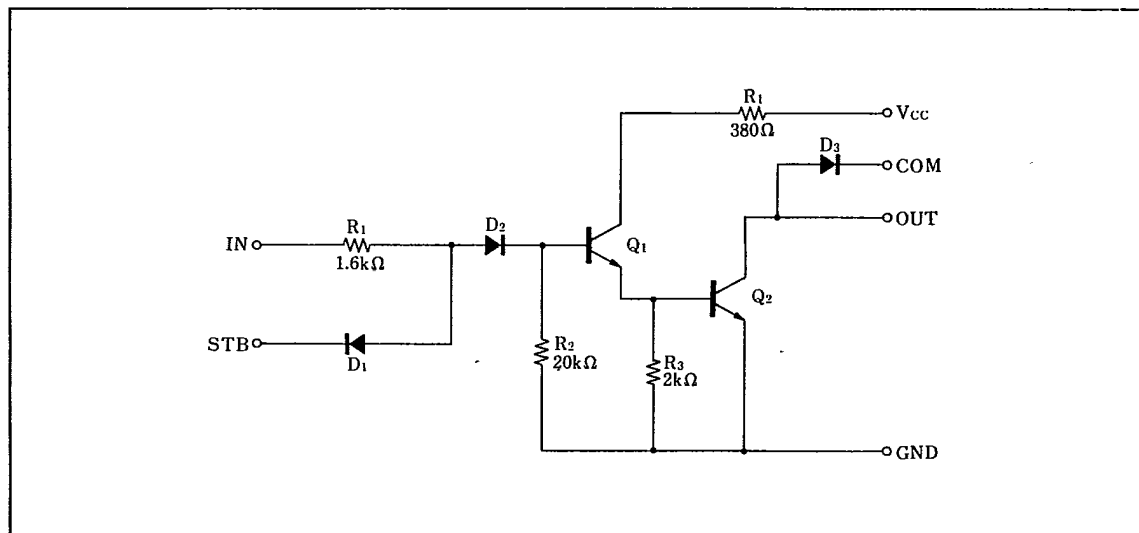 R1
380Ω
VCC
D3
COM
OUT
IN
R1
1.6kΩ
D2
Q1
Q2
STB
D1
R2
20kΩ
R3
2kΩ
GND